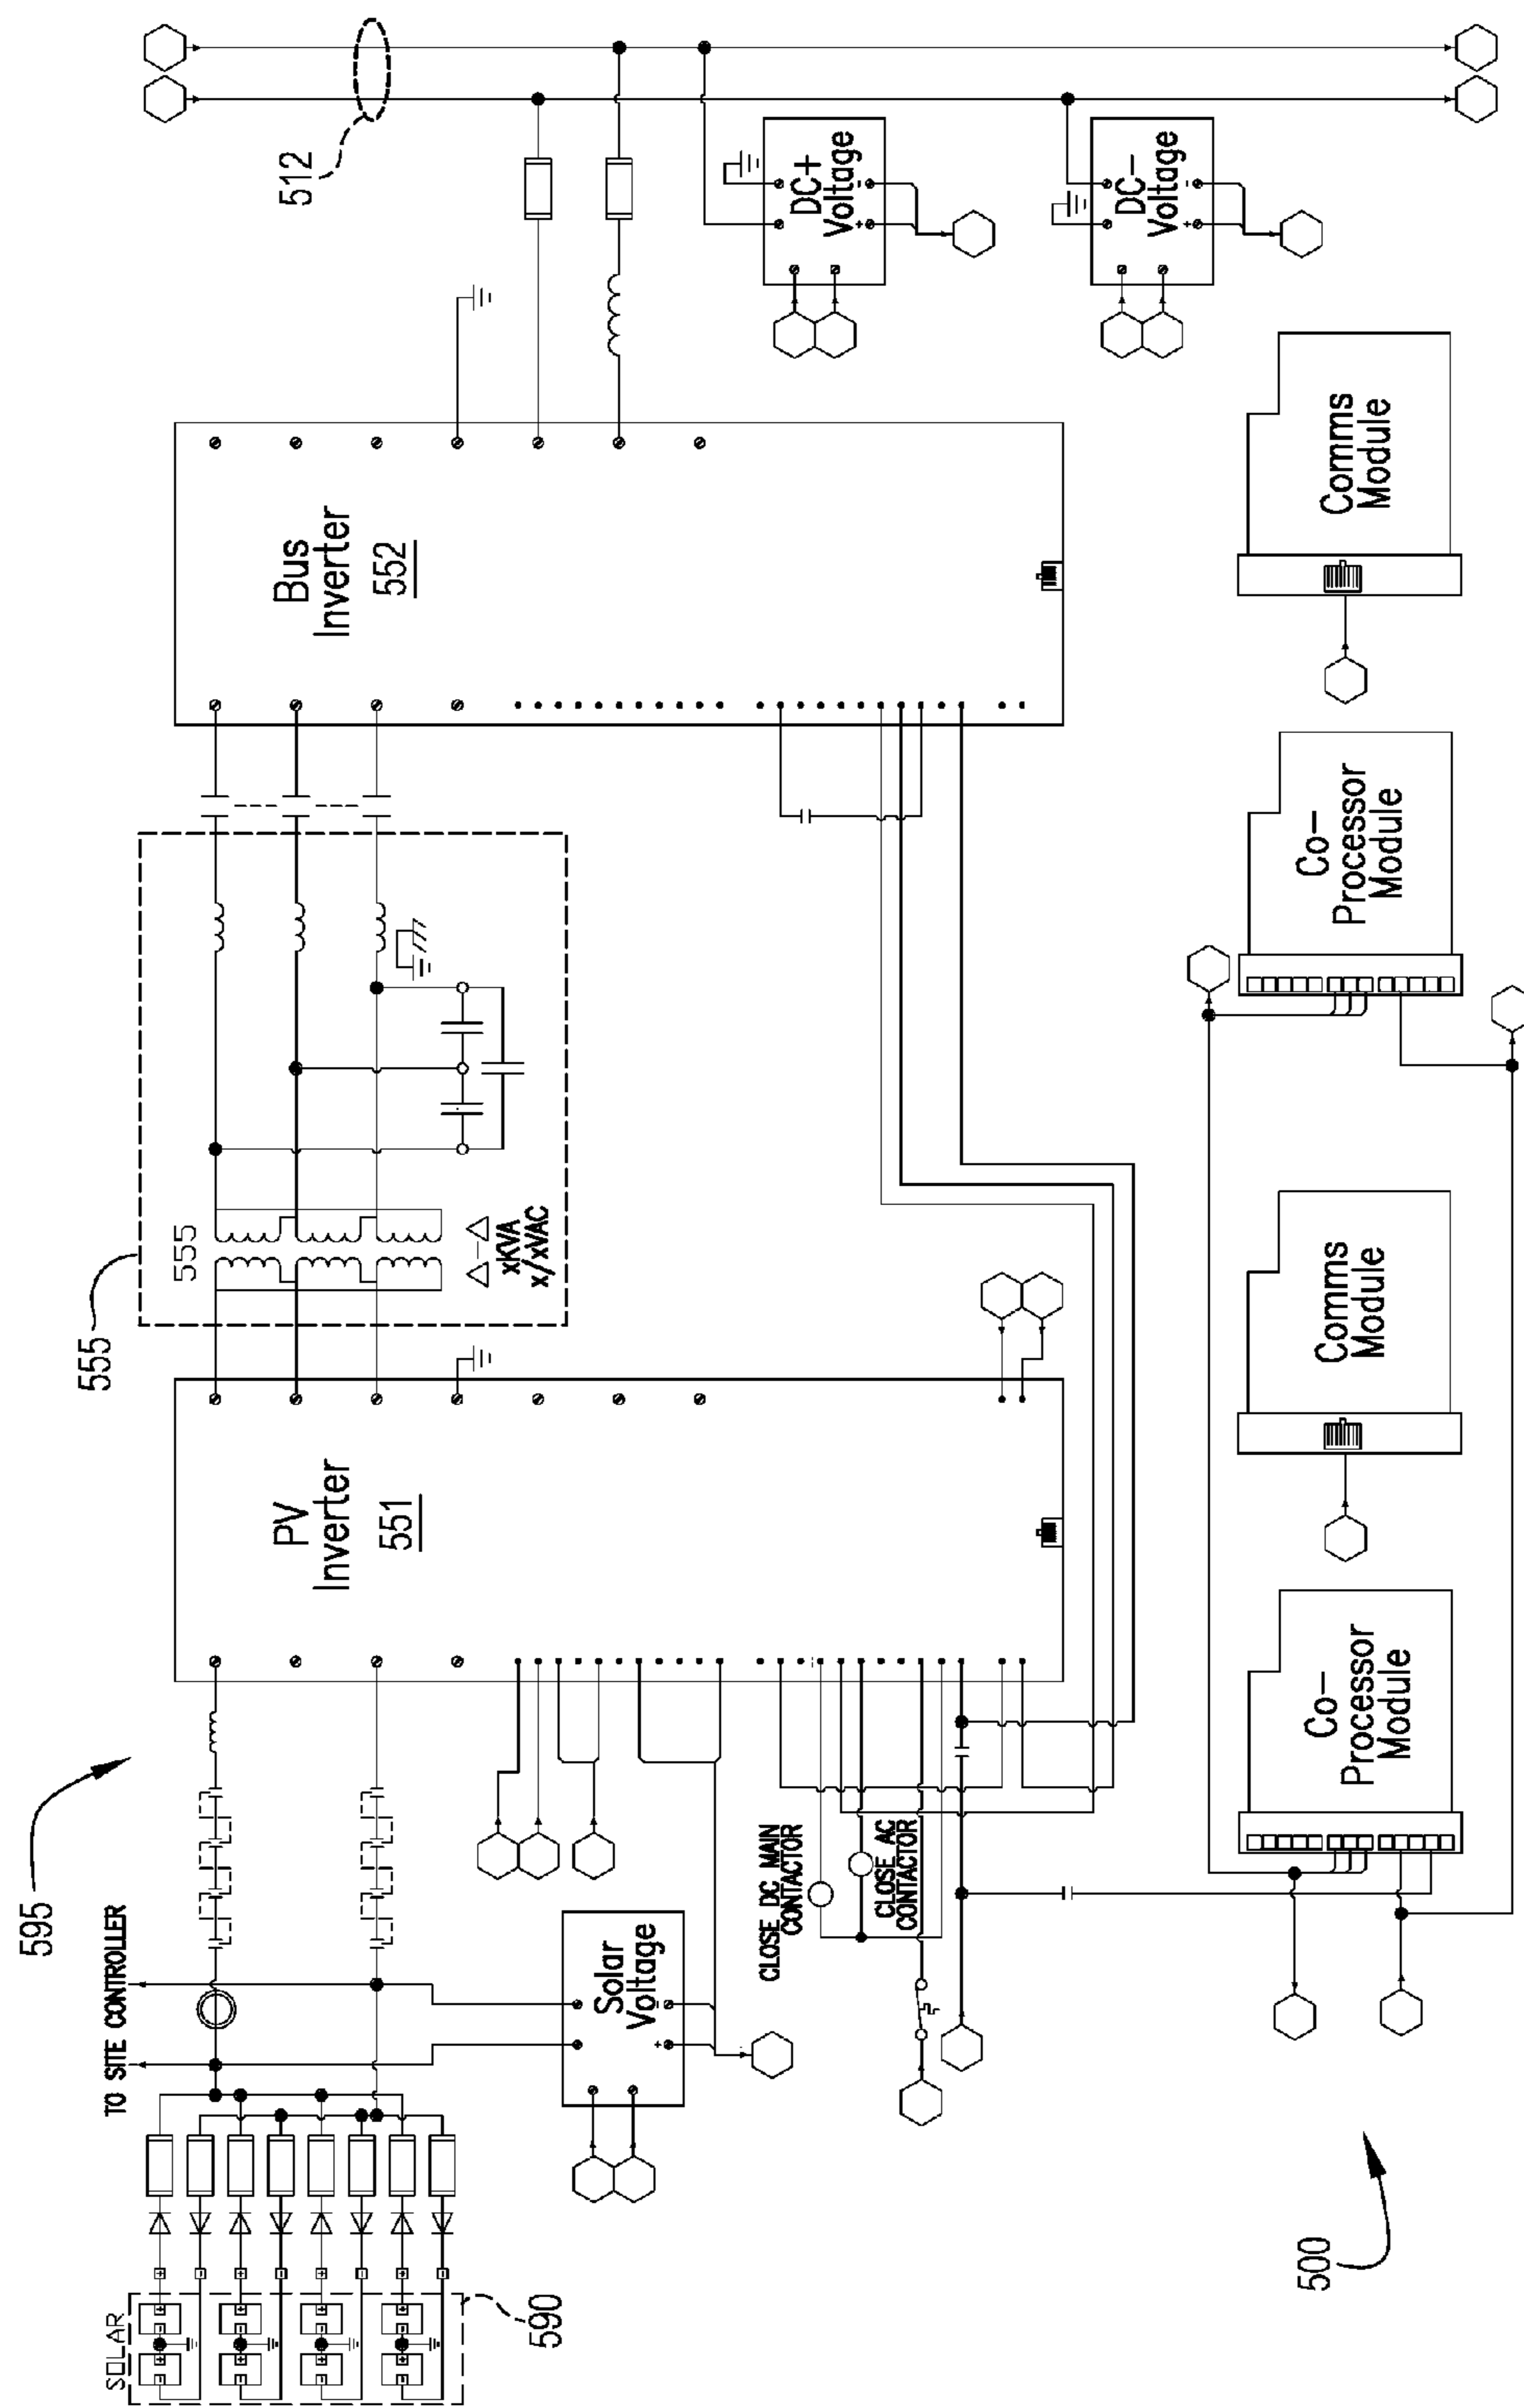 595
TO SITE CONTROLLER
SOLAR
590
Solar
Voltage
+
-
PV
Inverter
551
CLOSE DC MAIN
CONTACTOR
CLOSE AC
CONTACTOR
555
555
△-△
xKVA
x/xVAC
Bus
Inverter
552
512
DC+
Voltage
+
-
DC-
Voltage
+
-
Co-
Processor
Module
Comms
Module
Co-
Processor
Module
Comms
Module
500